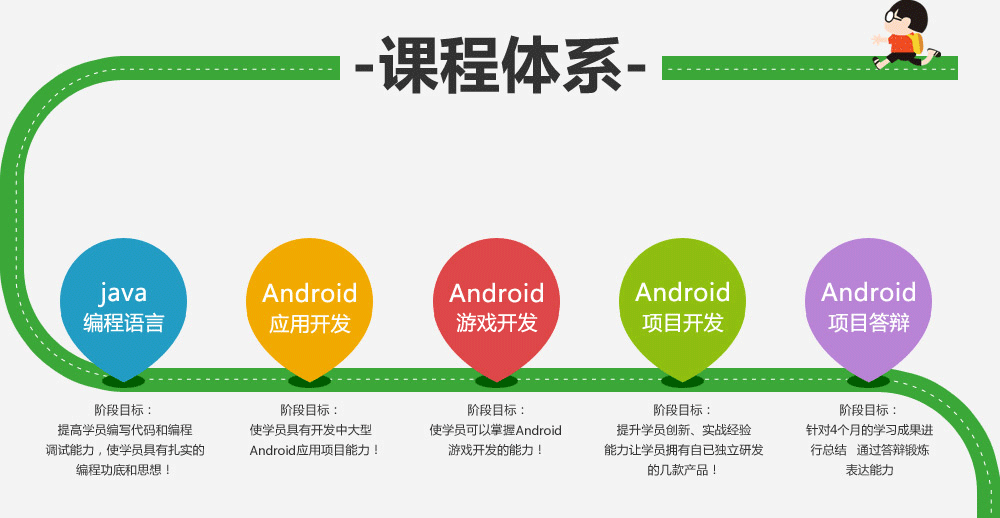 -课程体系-
java
编程语言
Android
应用开发
Android
游戏开发
Android
项目开发
Android
项目答辩
阶段目标：
提高学员编写代码和编程
调试能力，使学员具有扎实的
编程功底和思想！
阶段目标：
使学员具有开发中大型
Android应用项目能力！
阶段目标：
使学员可以掌握Android
游戏开发的能力！
阶段目标：
提升学员创新、实战经验
能力让学员拥有自己独立研发
的几款产品！
阶段目标：
针对4个月的学习成果进
行总结 通过答辩锻炼
表达能力